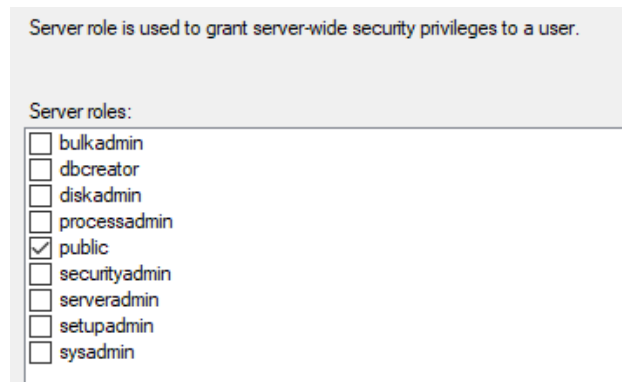 Server role is used to grant server-wide security privileges to a user.
Server roles:
bulkadmin
dbcreator
diskadmin
processadmin
public
securityadmin
serveradmin
setupadmin
sysadmin